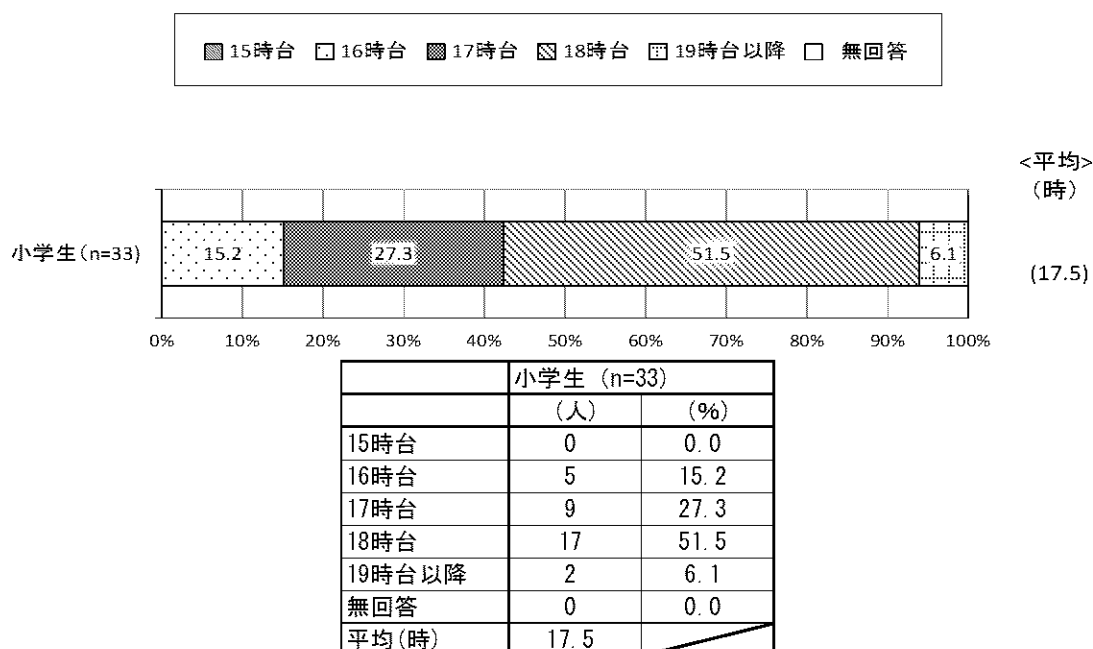 15時台 16時台 17時台 18時台 19時台以降 無回答
<平均>
(時)
小学生(n=33) 15.2 27.3 51.5 6.1 (17.5)
0% 10% 20% 30% 40% 50% 60% 70% 80% 90% 100%
小学生 (n=33)
(人) (%)
15時台 0 0.0
16時台 5 15.2
17時台 9 27.3
18時台 17 51.5
19時台以降 2 6.1
無回答 0 0.0
平均(時) 17.5